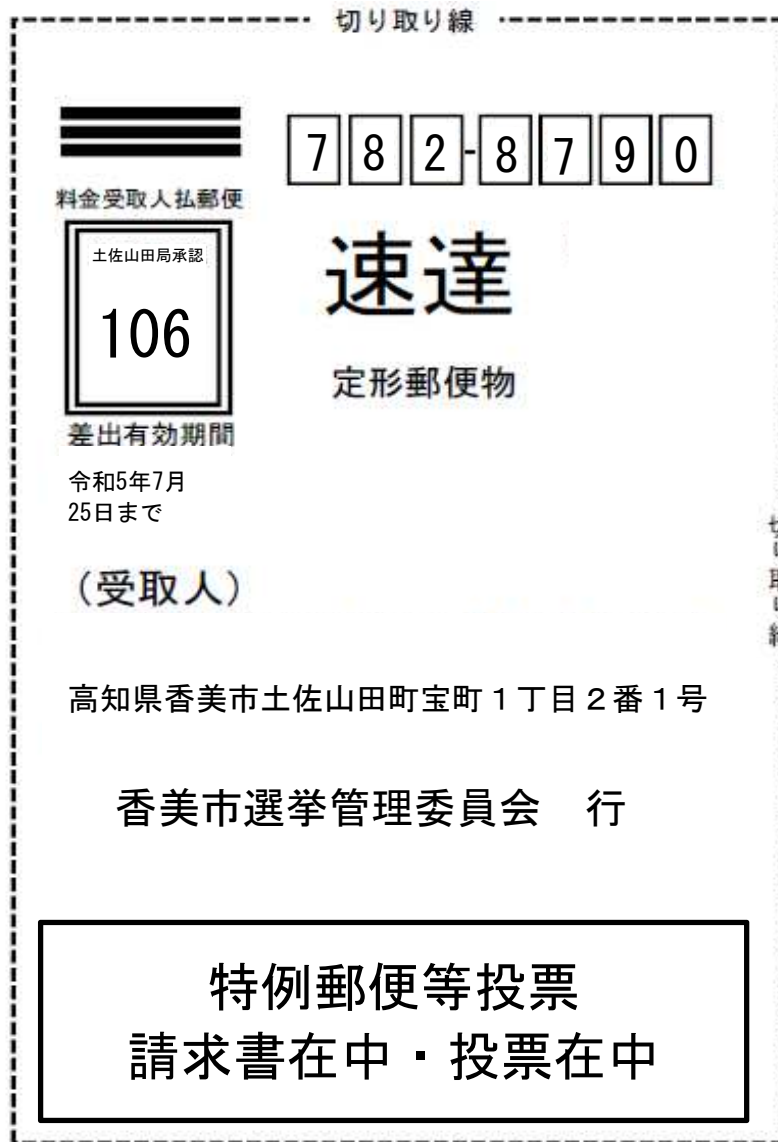 切り取り線
782-8790
料金受取人払郵便
土佐山田局承認
106
速達
定形郵便物
差出有効期間
令和5年7月
25日まで
（受取人）
高知県香美市土佐山田町宝町１丁目２番１号
香美市選挙管理委員会　行
特例郵便等投票
請求書在中・投票在中